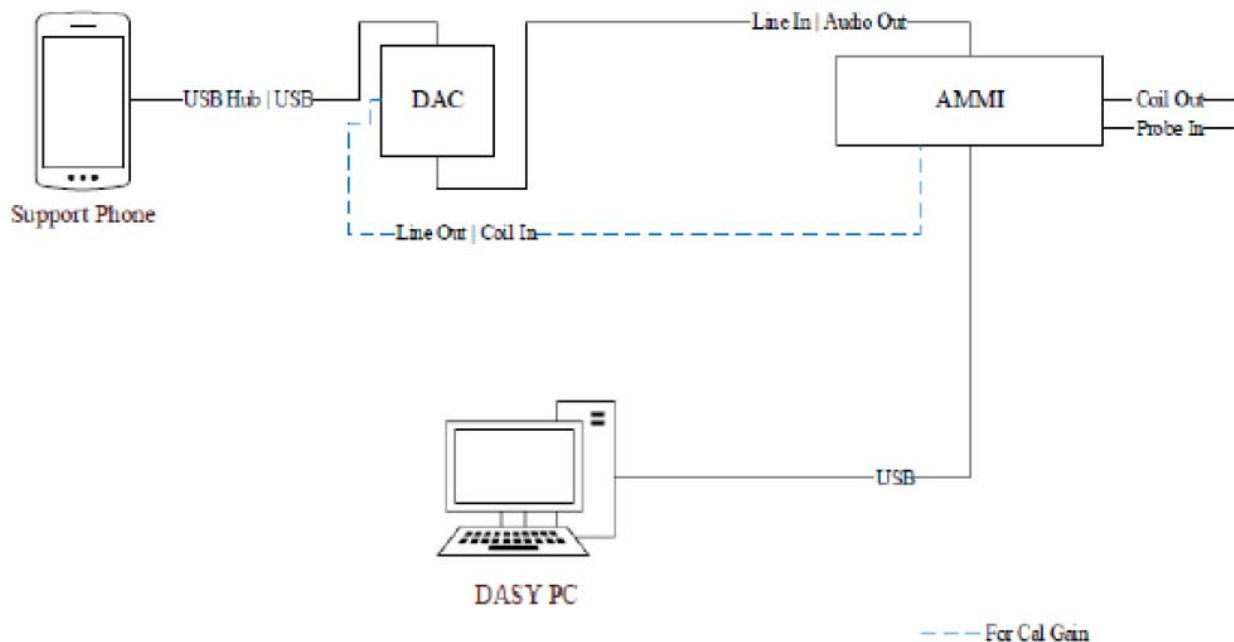 Line In | Audio Out
USB Hub | USB
DAC
AMMI
Coil Out
Probe In
Support Phone
Line Out | Coil In
USB
DASY PC
For Cal Gain